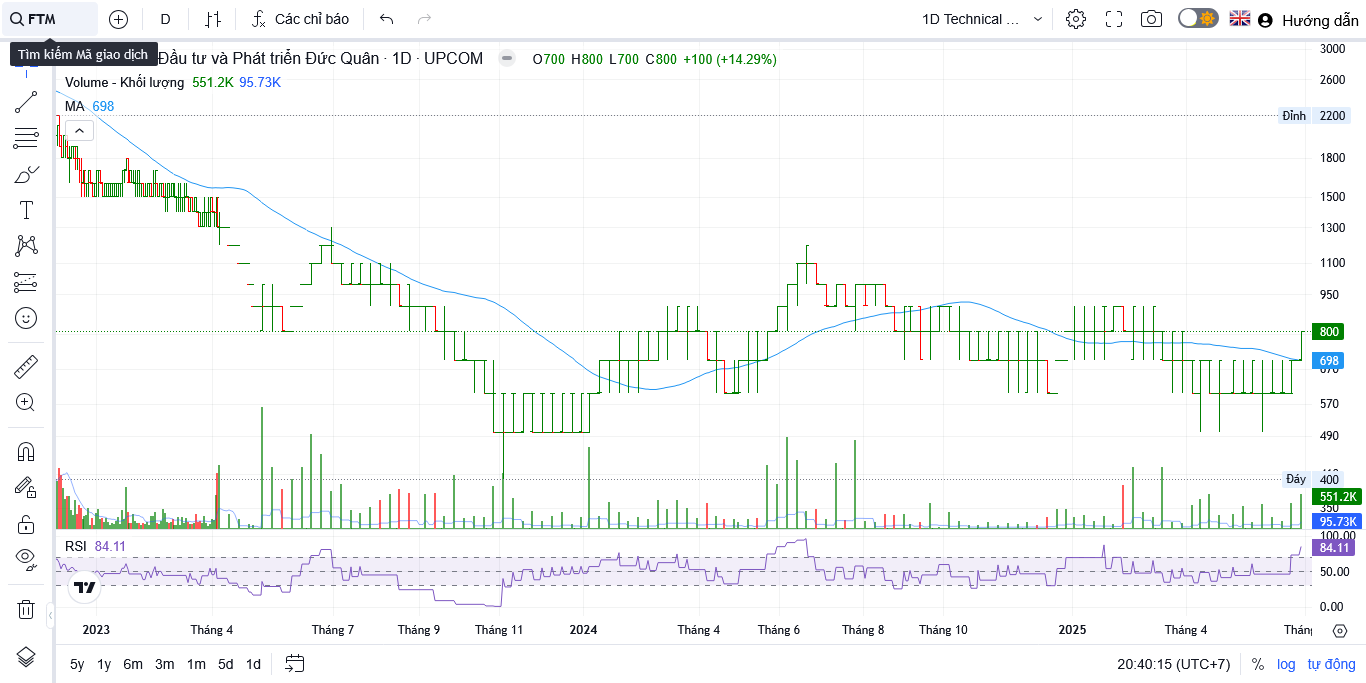 FTM
D
Các chỉ báo
1D Technical ...
Hướng dẫn
Tìm kiếm Mã giao dịch
Đầu tư và Phát triển Đức Quân · 1D · UPCOM
O700 H800 L700 C800 +100 (+14.29%)
Volume - Khối lượng 551.2K 95.73K
MA 698
3000
2600
Đỉnh 2200
1800
1500
1300
1100
950
800
698
570
490
Đáy 400
551.2K
350
95.73K
100.00
RSI 84.11
84.11
50.00
0.00
2023 Tháng 4 Tháng 7 Tháng 9 Tháng 11 2024 Tháng 4 Tháng 6 Tháng 8 Tháng 10 2025 Tháng 4
5y 1y 6m 3m 1m 5d 1d
20:40:15 (UTC+7) % log tự động